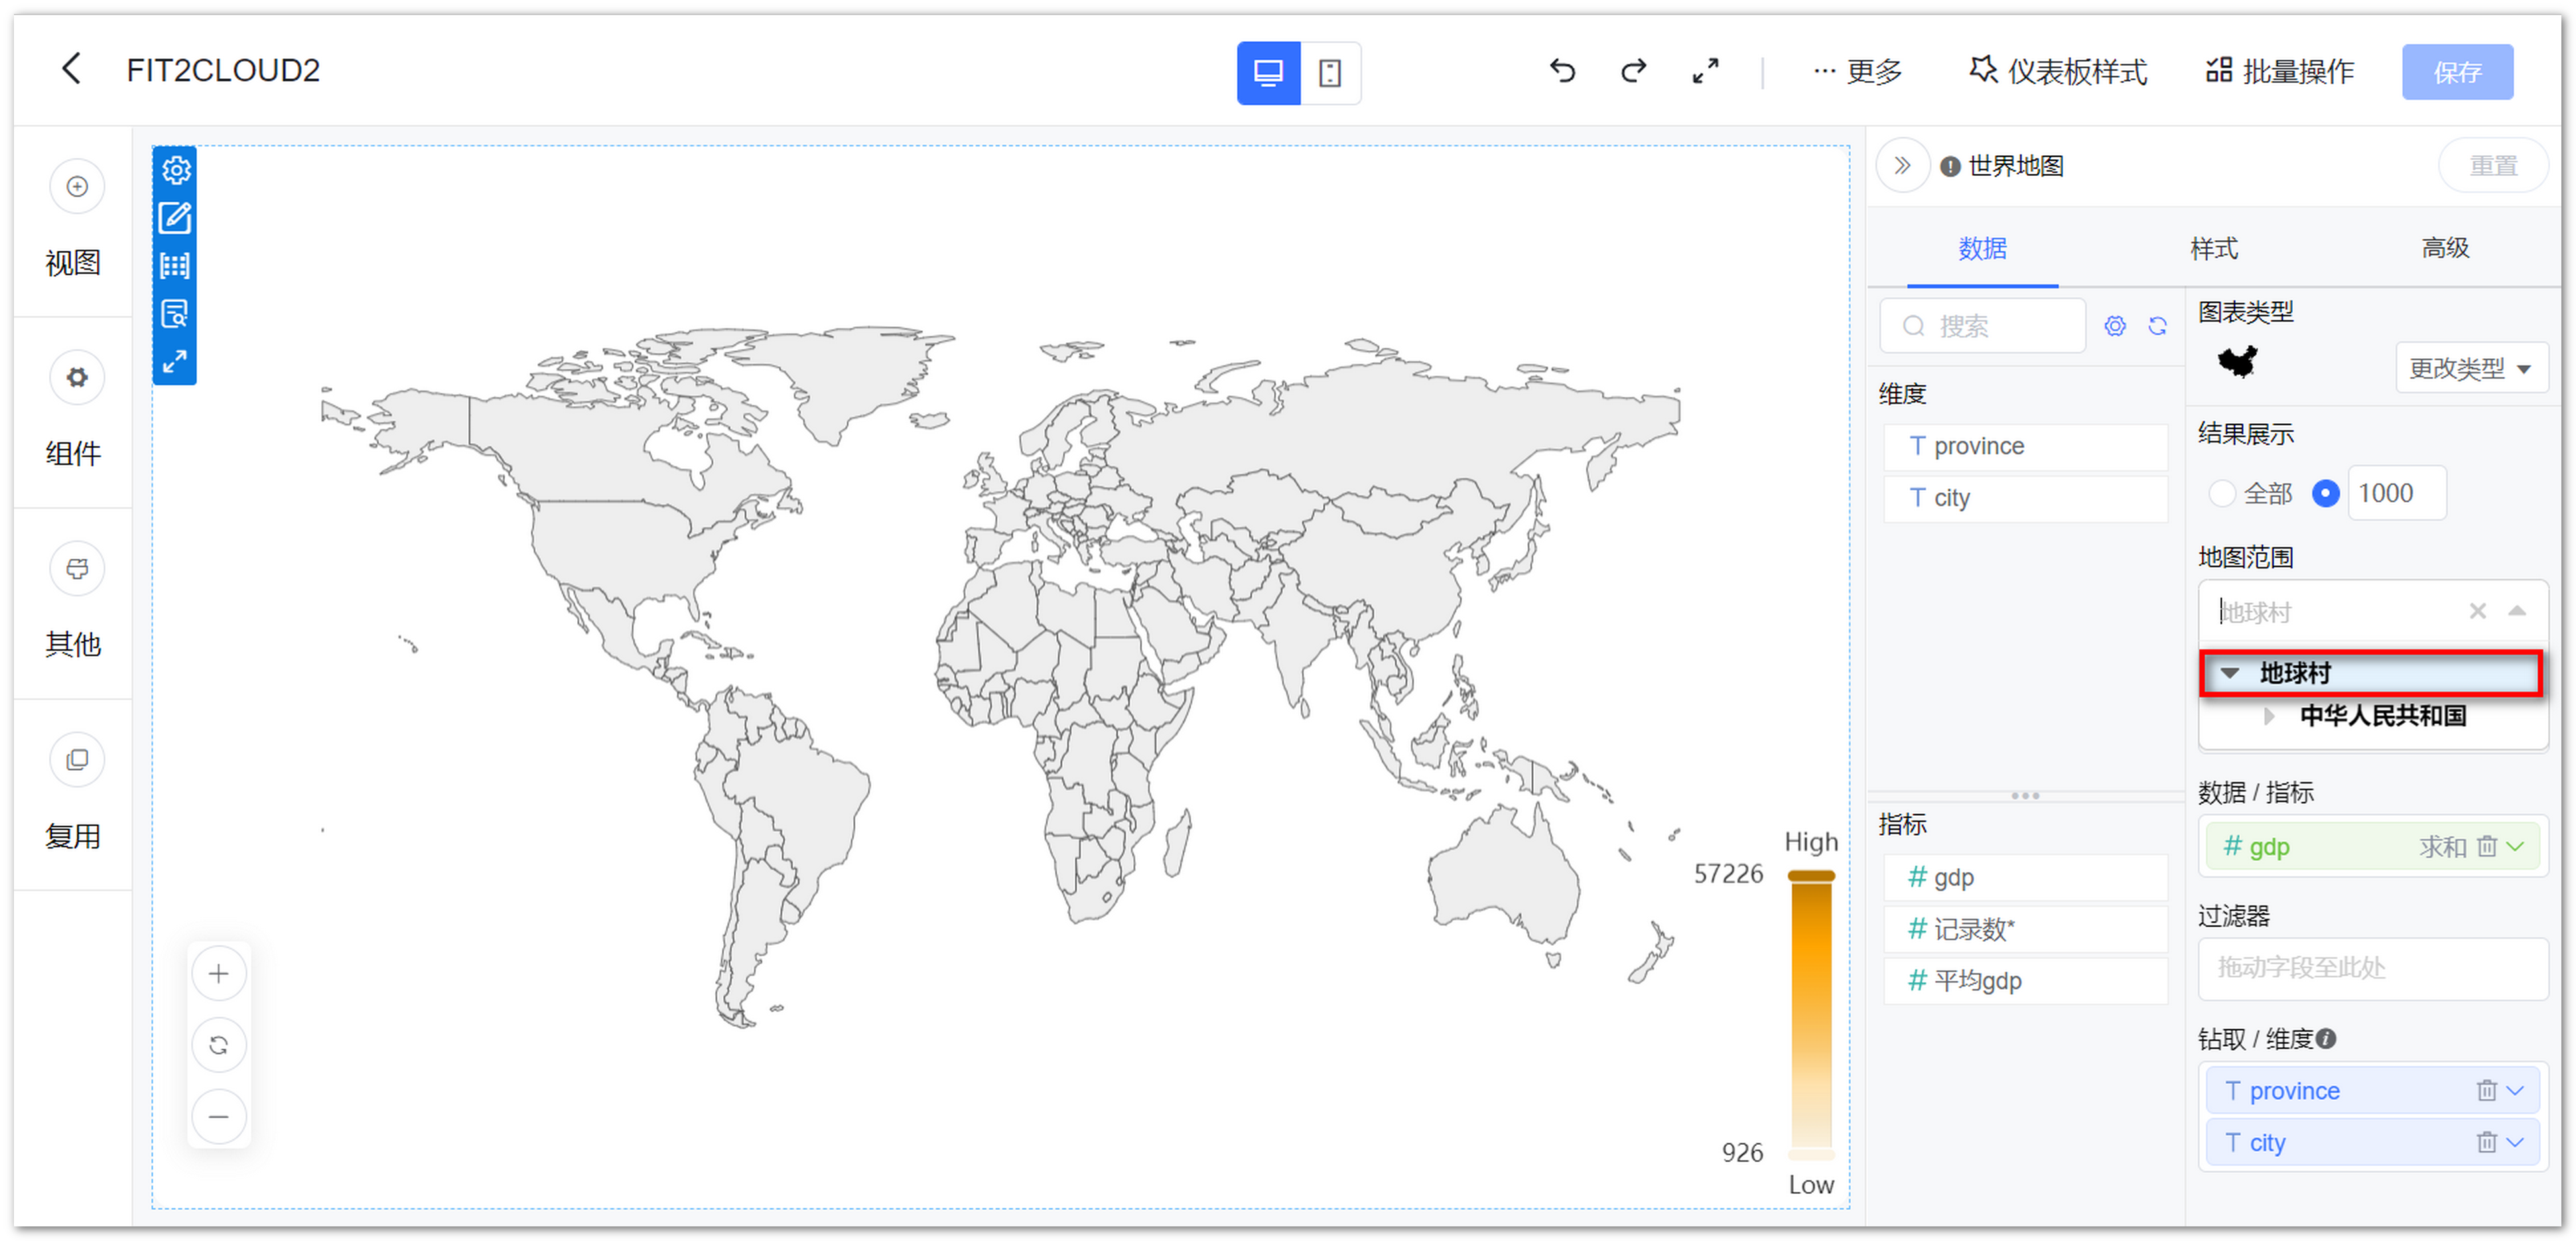 FIT2CLOUD2
更多
仪表板样式
批量操作
保存
视图
组件
其他
复用
High
57226
926
Low
世界地图
重置
数据
样式
高级
搜索
维度
T province
T city
指标
# gdp
# 记录数*
# 平均gdp
图表类型
更改类型
结果展示
全部
1000
地图范围
地球村
地球村
中华人民共和国
数据 / 指标
# gdp 求和
过滤器
拖动字段至此处
钻取 / 维度
T province
T city